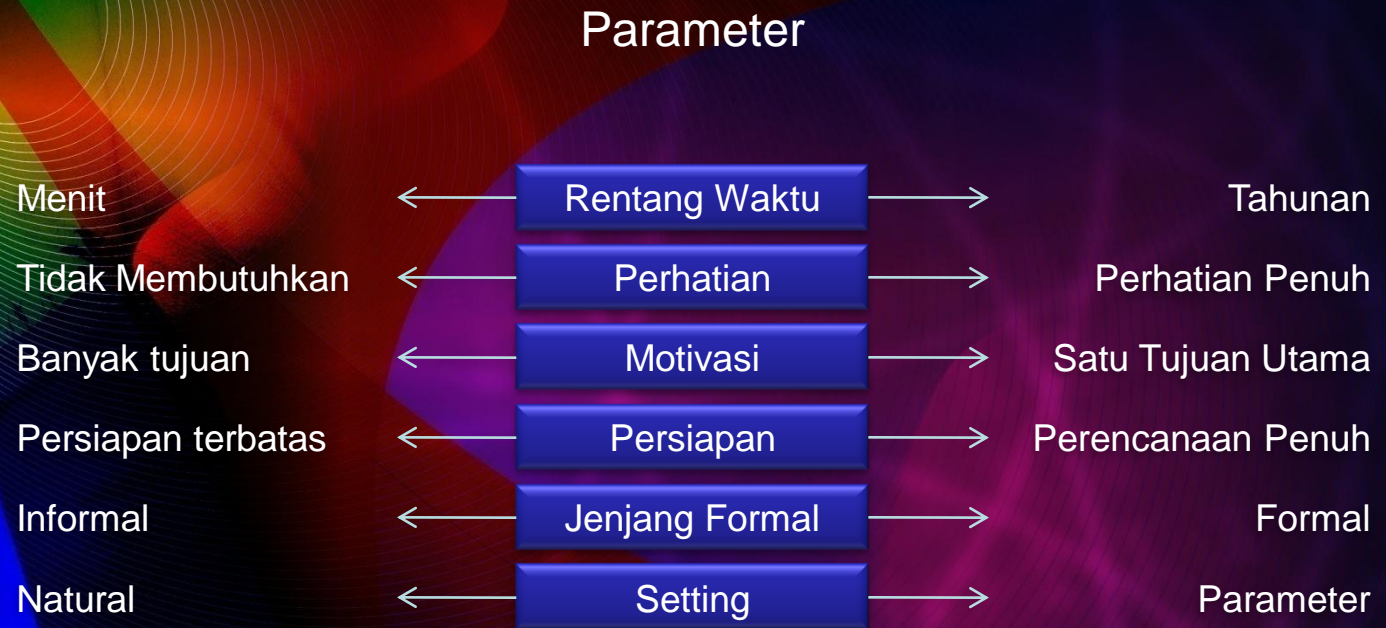 Parameter
Menit Rentang Waktu Tahunan
Tidak Membutuhkan Perhatian Perhatian Penuh
Banyak tujuan Motivasi Satu Tujuan Utama
Persiapan terbatas Persiapan Perencanaan Penuh
Informal Jenjang Formal Formal
Natural Setting Parameter